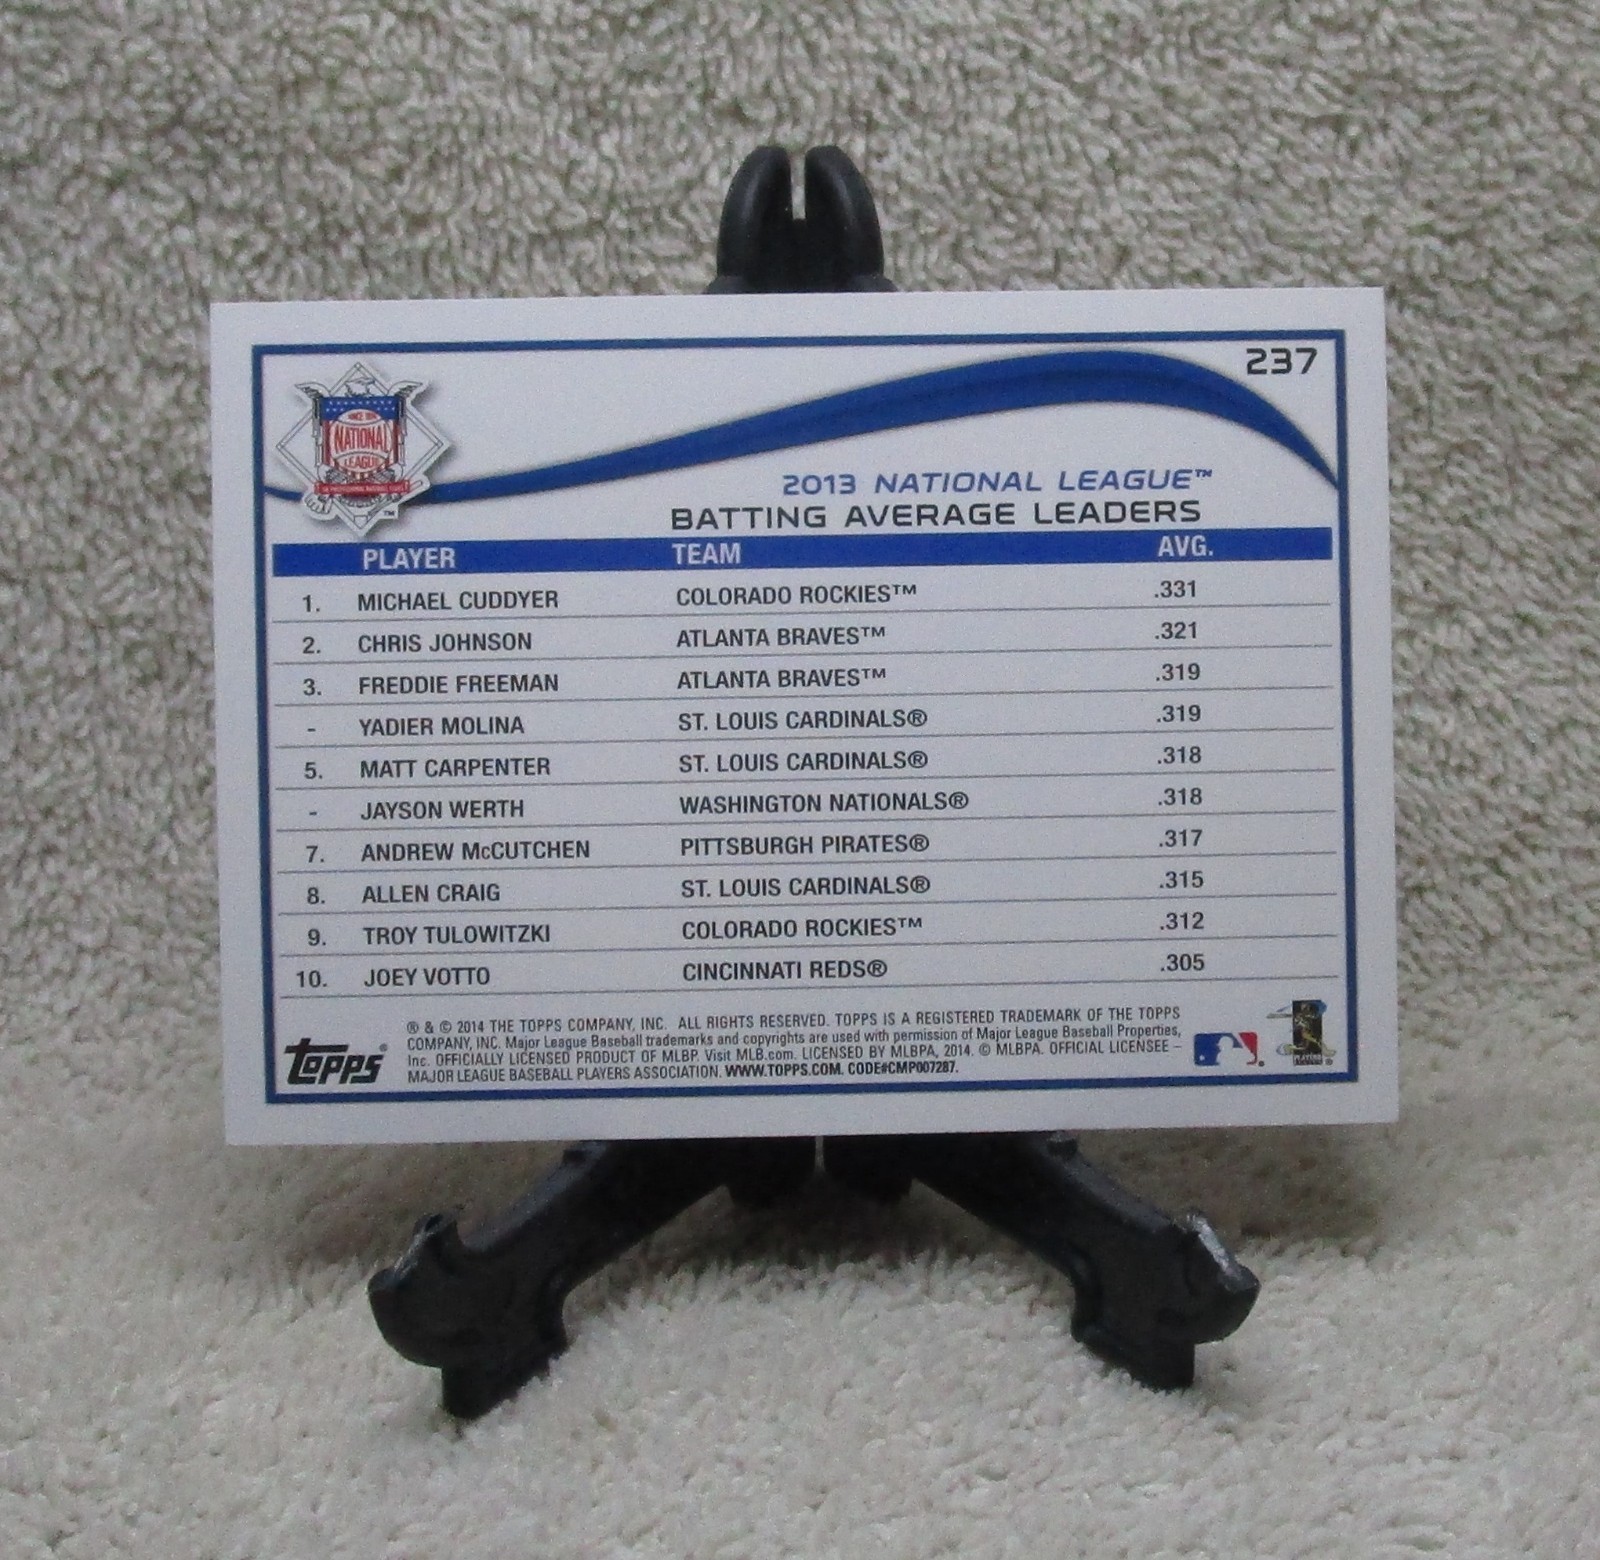 237
SINCE 1876
NATIONAL
LEAGUE
TM
2013 NATIONAL LEAGUE™
BATTING AVERAGE LEADERS
PLAYER TEAM AVG.
1. MICHAEL CUDDYER COLORADO ROCKIES™ .331
2. CHRIS JOHNSON ATLANTA BRAVES™ .321
3. FREDDIE FREEMAN ATLANTA BRAVES™ .319
- YADIER MOLINA ST. LOUIS CARDINALS® .319
5. MATT CARPENTER ST. LOUIS CARDINALS® .318
- JAYSON WERTH WASHINGTON NATIONALS® .318
7. ANDREW McCUTCHEN PITTSBURGH PIRATES® .317
8. ALLEN CRAIG ST. LOUIS CARDINALS® .315
9. TROY TULOWITZKI COLORADO ROCKIES™ .312
10. JOEY VOTTO CINCINNATI REDS® .305
topps®
® & © 2014 THE TOPPS COMPANY, INC. ALL RIGHTS RESERVED. TOPPS IS A REGISTERED TRADEMARK OF THE TOPPS
COMPANY, INC. Major League Baseball trademarks and copyrights are used with permission of Major League Baseball Properties,
Inc. OFFICIALLY LICENSED PRODUCT OF MLBP. Visit MLB.com. LICENSED BY MLBPA, 2014. © MLBPA. OFFICIAL LICENSEE –
MAJOR LEAGUE BASEBALL PLAYERS ASSOCIATION. WWW.TOPPS.COM. CODE#CMP007287.
PLAYERS